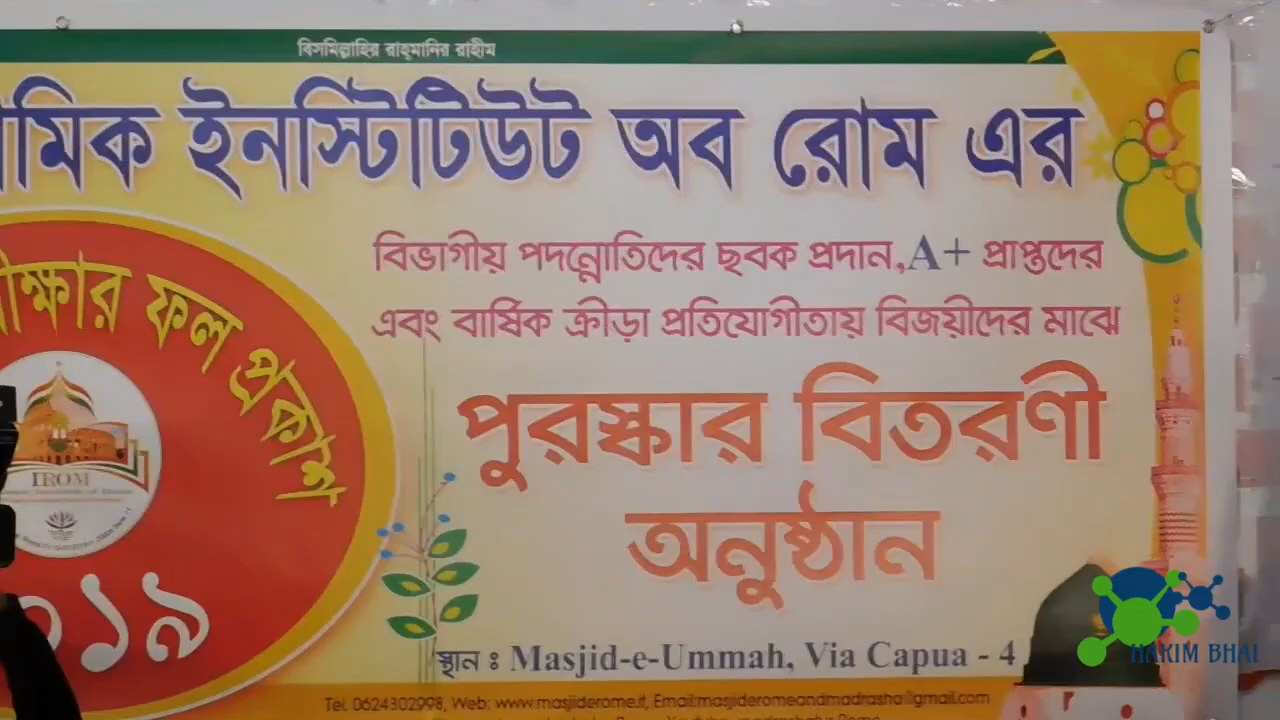 বিসমিল্লাহির রাহমানির রাহীম
ইনস্টিটিউট অব রোম এর
বিভাগীয় পদন্নোতিদের ছবক প্রদান,A+ প্রাপ্তদের
এবং বার্ষিক ক্রীড়া প্রতিযোগীতায় বিজয়ীদের মাঝে
পুরস্কার বিতরণী
অনুষ্ঠান
ফল প্রকাশ
IROM
১৯
স্থান ঃ Masjid-e-Ummah, Via Capua - 4
Tel. 0624302998, Web: www.masjiderome.it, Email:masjideromeandmadrasha@gmail.com
HAKIM BHAI